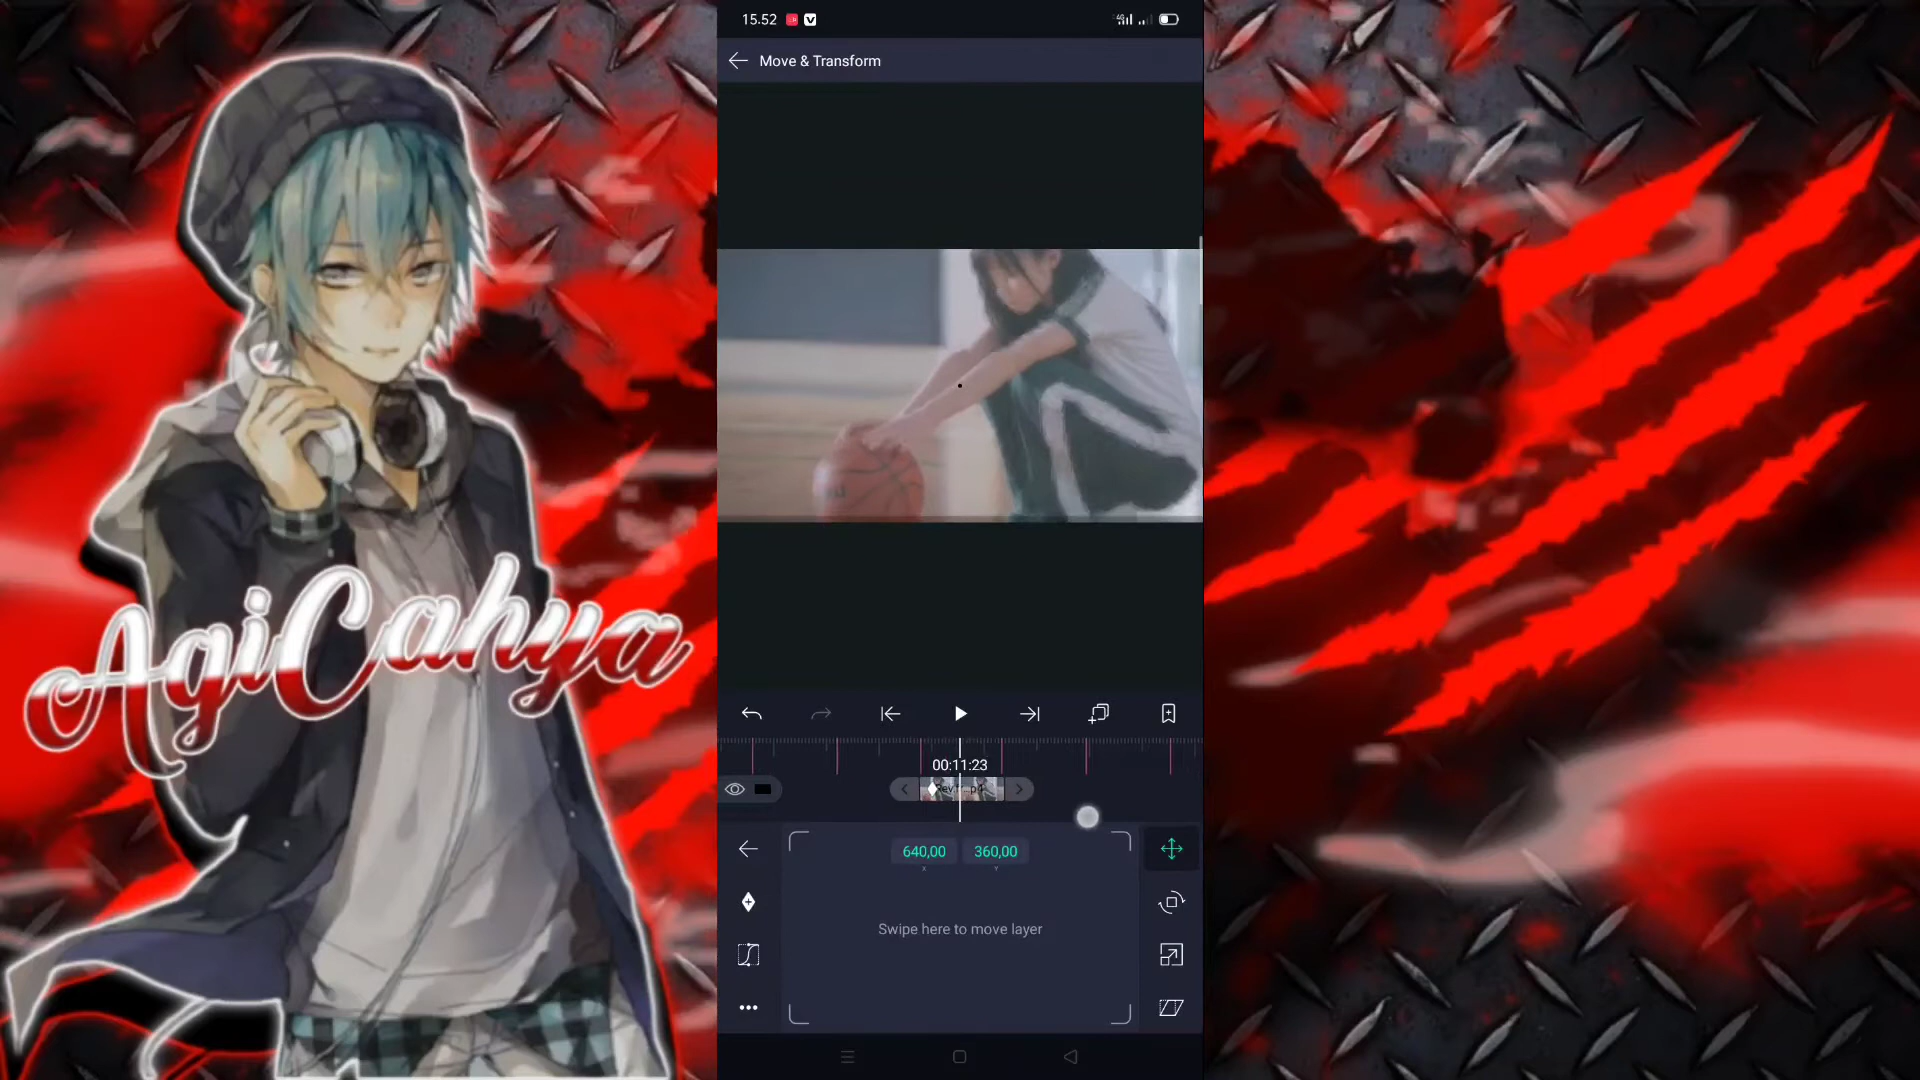 15.52
Move & Transform
AgiCahya
00:11:23
640,00 360,00
X Y
Swipe here to move layer